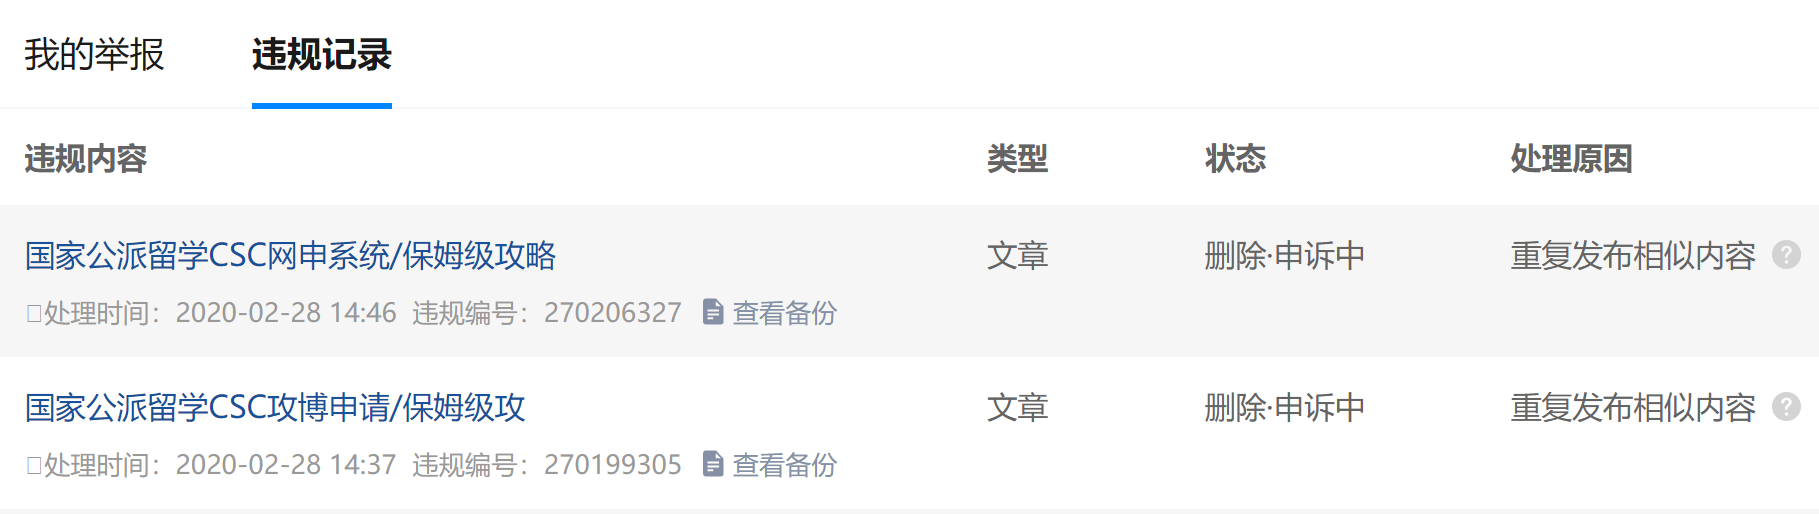 我的举报 违规记录
违规内容 类型 状态 处理原因
国家公派留学CSC网申系统/保姆级攻略 文章 删除·申诉中 重复发布相似内容 ?
处理时间：2020-02-28 14:46 违规编号：270206327 查看备份
国家公派留学CSC攻博申请/保姆级攻 文章 删除·申诉中 重复发布相似内容 ?
处理时间：2020-02-28 14:37 违规编号：270199305 查看备份